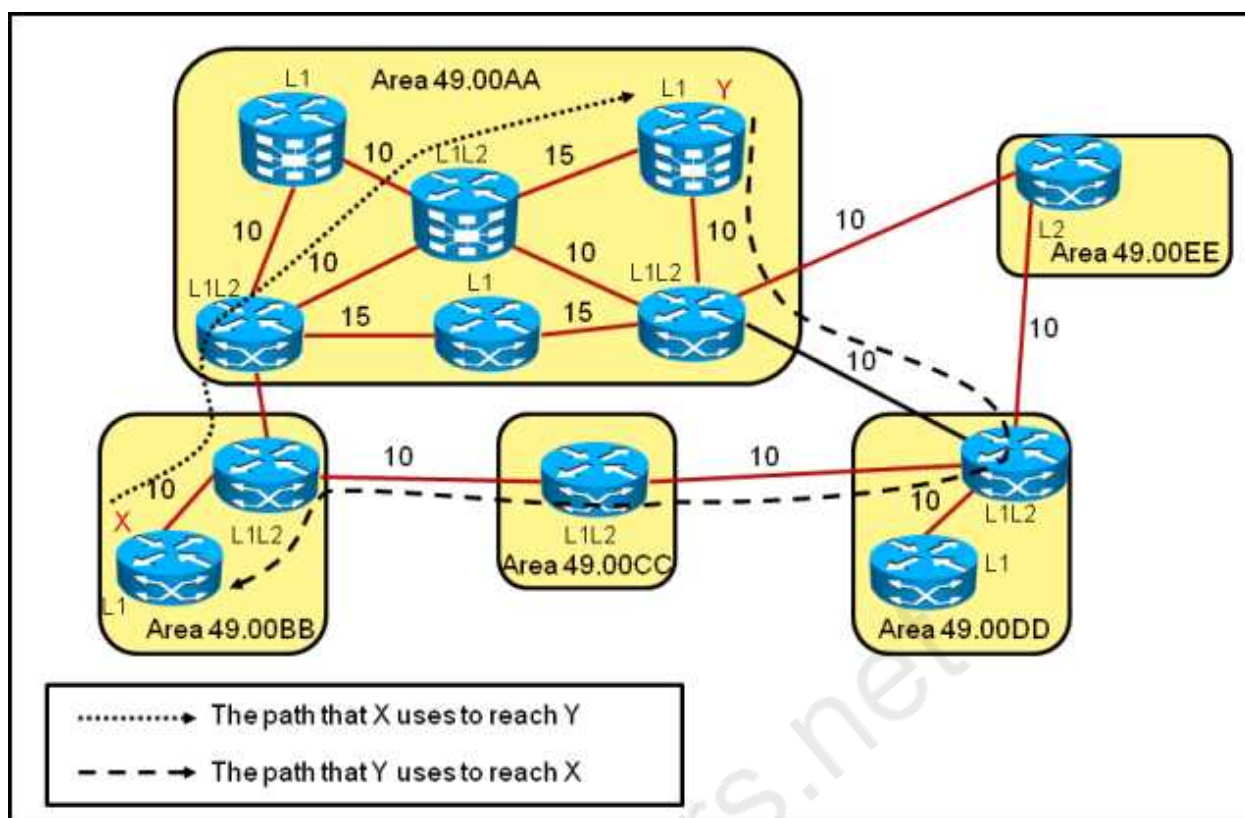 Area 49.00AA
L1
L1 Y
10
L1L2
15
10
10
10
10
L1L2
L1
15
15
L1L2
10
L2
Area 49.00EE
10
10
10
10
10
X
L1L2
L1
Area 49.00BB
L1L2
Area 49.00CC
10
L1L2
L1
Area 49.00DD
The path that X uses to reach Y
The path that Y uses to reach X
rs.net